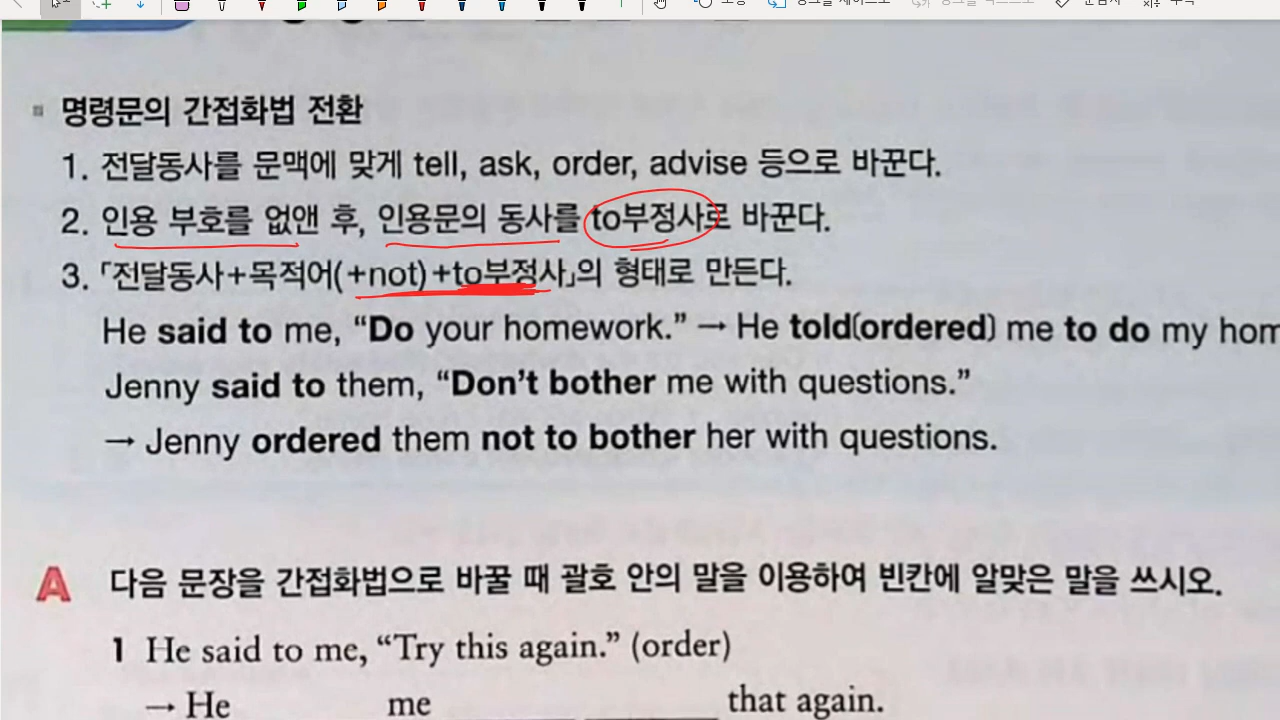 명령문의 간접화법 전환
1. 전달동사를 문맥에 맞게 tell, ask, order, advise 등으로 바꾼다.
2. 인용 부호를 없앤 후, 인용문의 동사를 to부정사로 바꾼다.
3. 「전달동사+목적어(+not)+to부정사」의 형태로 만든다.
He said to me, “Do your homework.” → He told(ordered) me to do my hom
Jenny said to them, “Don’t bother me with questions.”
→ Jenny ordered them not to bother her with questions.
A 다음 문장을 간접화법으로 바꿀 때 괄호 안의 말을 이용하여 빈칸에 알맞은 말을 쓰시오.
1 He said to me, “Try this again.” (order)
→ He me that again.